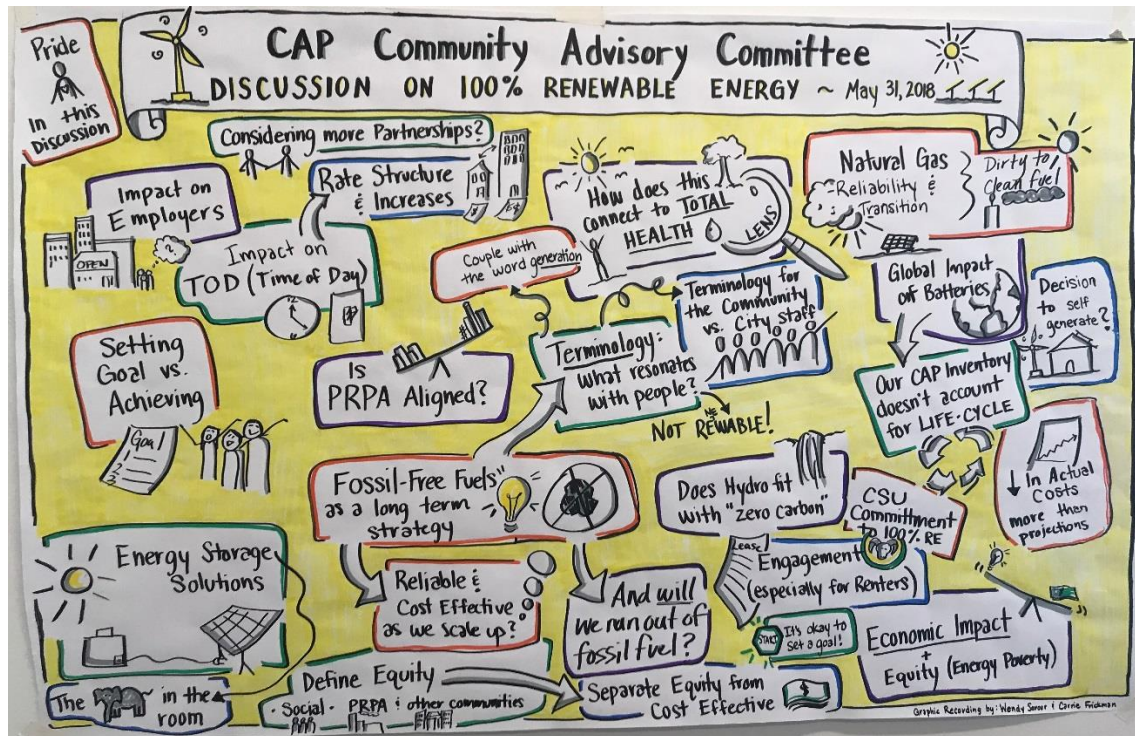 Pride
In this
Discussion
CAP Community Advisory Committee
DISCUSSION ON 100% RENEWABLE ENERGY ~ May 31, 2018
Considering more Partnerships?
Rate Structure
& Increases
Impact on
Employers
OPEN
?
Impact on
TOD (Time of Day)
12
How does this
connect to TOTAL
HEALTH
LENS
Natural Gas
Reliability &
Transition
Dirty to
Clean fuel
Couple with
the word generation
Terminology for
the Community
vs. City staff
Global Impact
of Batteries
Decision
to self
generate?
Setting
Goal vs.
Achieving
Goal
1
2
3
Is
PRPA Aligned?
Terminology:
What resonates
with people?
NOT RENEWABLE!
Our CAP Inventory
doesn't account
for LIFE-CYCLE
↓ In Actual
Costs
more than
projections
"Fossil-Free Fuels"
as a long term
strategy
Does Hydro fit
with "zero carbon"
CSU
Commitment
to 100% RE
Energy Storage
Solutions
Reliable &
Cost Effective
as we scale up?
And will
we run out of
fossil fuel?
Lease
Engagement
(especially for Renters)
START
It's okay to
set a goal!
Economic Impact
+
Equity (Energy Poverty)
The
in the
room
Define Equity
· Social · PRPA & other communities
Separate Equity from
Cost Effective
$
Graphic Recording by: Wendy Sarour & Carrie Frickman